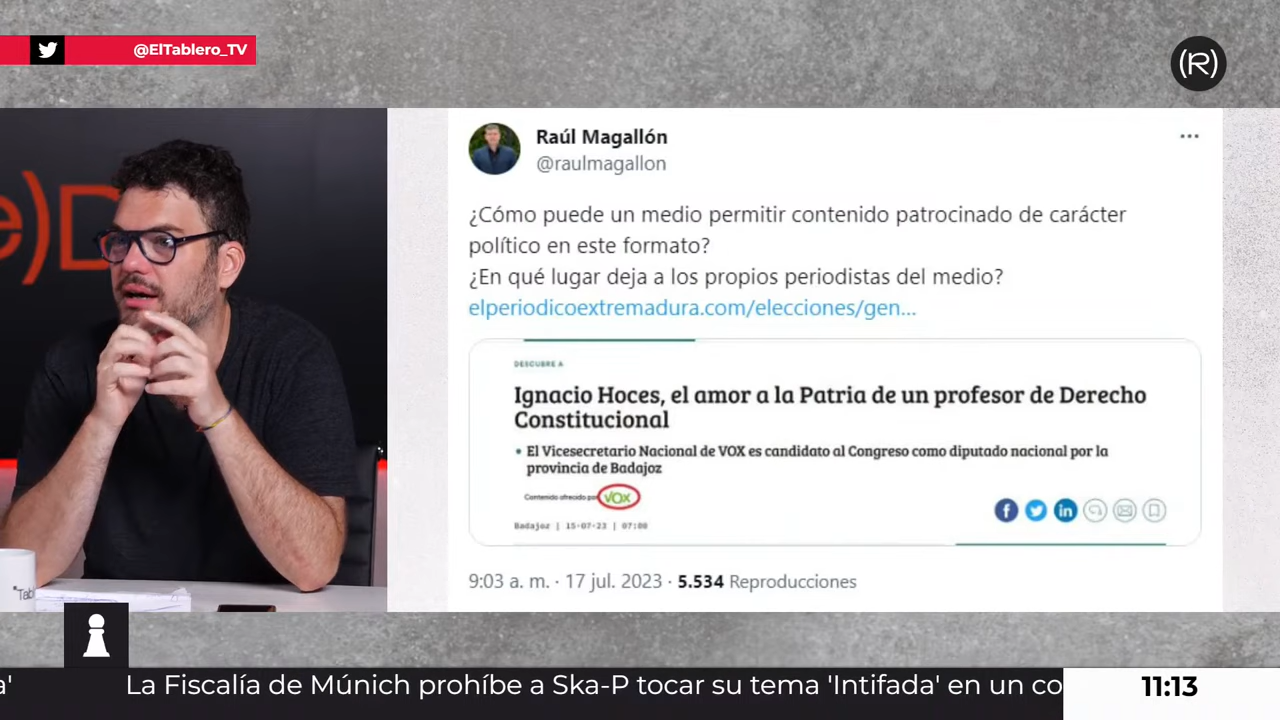 @ElTablero_TV
(R)
e)D
Raúl Magallón
@raulmagallon
¿Cómo puede un medio permitir contenido patrocinado de carácter
político en este formato?
¿En qué lugar deja a los propios periodistas del medio?
elperiodicoextremadura.com/elecciones/gen...
DESCUBRE A
Ignacio Hoces, el amor a la Patria de un profesor de Derecho
Constitucional
• El Vicesecretario Nacional de VOX es candidato al Congreso como diputado nacional por la
provincia de Badajoz
Contenido ofrecido por VOX
Badajoz | 15·07·23 | 07:00
9:03 a. m. · 17 jul. 2023 · 5.534 Reproducciones
"Tab
a' La Fiscalía de Múnich prohíbe a Ska-P tocar su tema 'Intifada' en un co
11:13